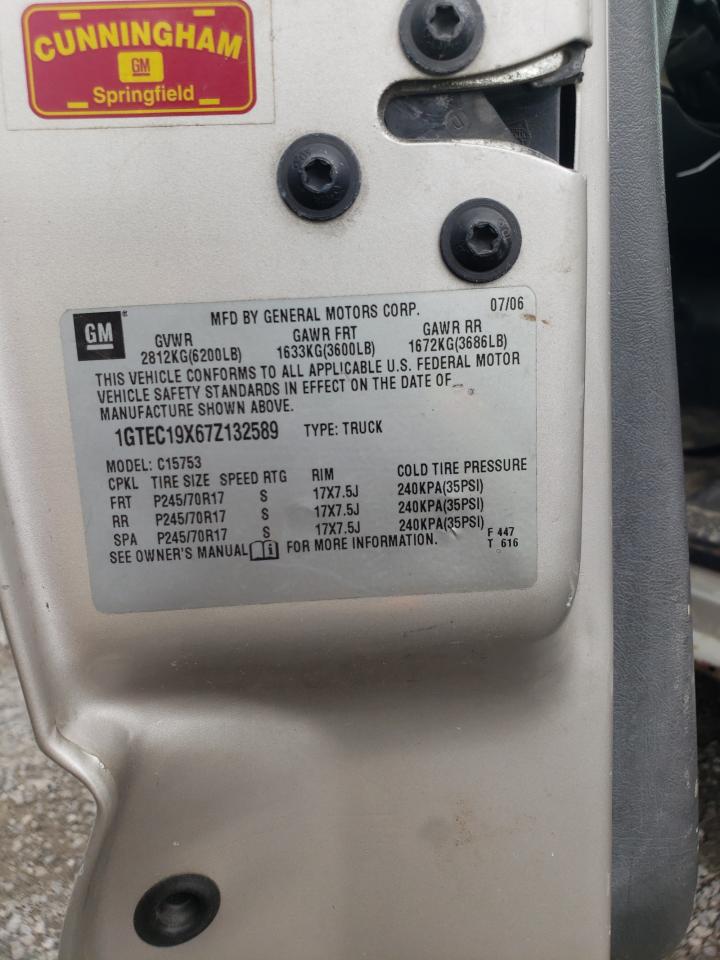 CUNNINGHAM
GM
Springfield
GM
MFD BY GENERAL MOTORS CORP. 07/06
GVWR GAWR FRT GAWR RR
2812KG(6200LB) 1633KG(3600LB) 1672KG(3686LB)
THIS VEHICLE CONFORMS TO ALL APPLICABLE U.S. FEDERAL MOTOR
VEHICLE SAFETY STANDARDS IN EFFECT ON THE DATE OF
MANUFACTURE SHOWN ABOVE.
1GTEC19X67Z132589 TYPE: TRUCK
MODEL: C15753
CPKL TIRE SIZE SPEED RTG RIM COLD TIRE PRESSURE
FRT P245/70R17 S 17X7.5J 240KPA(35PSI)
RR P245/70R17 S 17X7.5J 240KPA(35PSI)
SPA P245/70R17 S 17X7.5J 240KPA(35PSI)
SEE OWNER'S MANUAL FOR MORE INFORMATION.
F 447
T 616